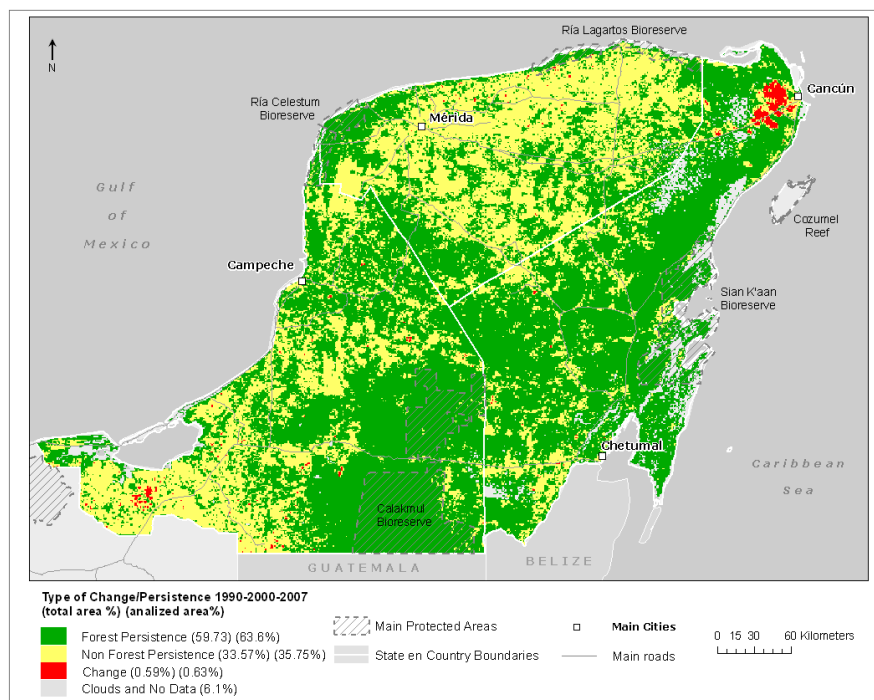 Ría Lagartos Bioreserve
N
Cancún
Ría Celestum
Bioreserve
Mérida
Gulf
of
Mexico
Cozumel
Reef
Campeche
Sian K'aan
Bioreserve
Chetumal
Caribbean
Sea
Calakmul
Bioreserve
GUATEMALA
BELIZE
Type of Change/Persistence 1990-2000-2007
(total area %) (analized area%)
Forest Persistence (59.73) (63.6%)
Non Forest Persistence (33.57%) (35.75%)
Change (0.59%) (0.63%)
Clouds and No Data (6.1%)
Main Protected Areas
State en Country Boundaries
Main Cities
Main roads
0 15 30 60 Kilometers